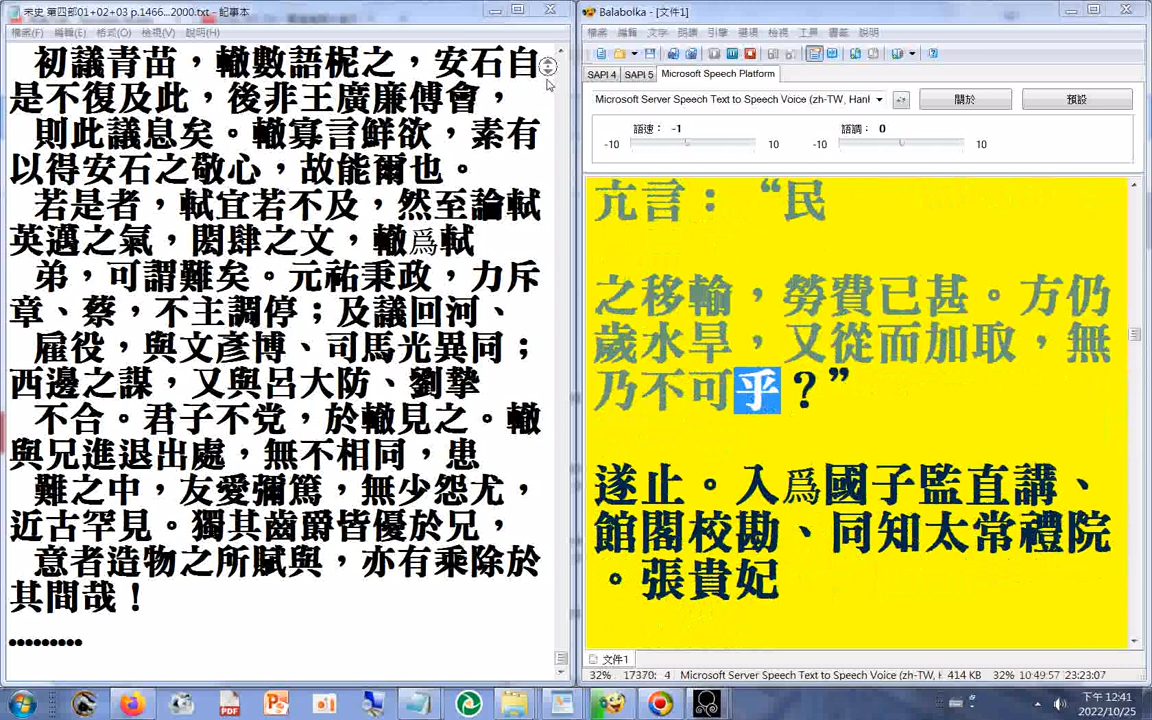 宋史 第四部01+02+03 p.1466...2000.txt - 記事本
檔案(F) 編輯(E) 格式(O) 檢視(V) 說明(H)
初議青苗，轍數語柅之，安石自
是不復及此，後非王廣廉傅會，
則此議息矣。轍寡言鮮欲，素有
以得安石之敬心，故能爾也。
若是者，軾宜若不及，然至論軾
英邁之氣，閎肆之文，轍爲軾
弟，可謂難矣。元祐秉政，力斥
章、蔡，不主調停；及議回河、
雇役，與文彥博、司馬光異同；
西邊之謀，又與呂大防、劉摯
不合。君子不党，於轍見之。轍
與兄進退出處，無不相同，患
難之中，友愛彌篤，無少怨尤，
近古罕見。獨其齒爵皆優於兄，
意者造物之所賦與，亦有乘除於
其間哉！
•••••••••
Balabolka - [文件1]
檔案 編輯 文字 朗讀 引擎 選項 檢視 工具 書籤 說明
SAPI 4 SAPI 5 Microsoft Speech Platform
Microsoft Server Speech Text to Speech Voice (zh-TW, Hanl
關於
預設
語速： -1
語調： 0
-10 10 -10 10
亢言：“民
之移輸，勞費已甚。方仍
歲水旱，又從而加取，無
乃不可乎？”
遂止。入爲國子監直講、
館閣校勘、同知太常禮院
。張貴妃
文件1
32% 17370: 4 Microsoft Speech Platform: Microsoft Server Speech Text to Speech Voice (zh-TW, H 414 KB 32% 10:49:57 23:23:07
下午 12:41
2022/10/25